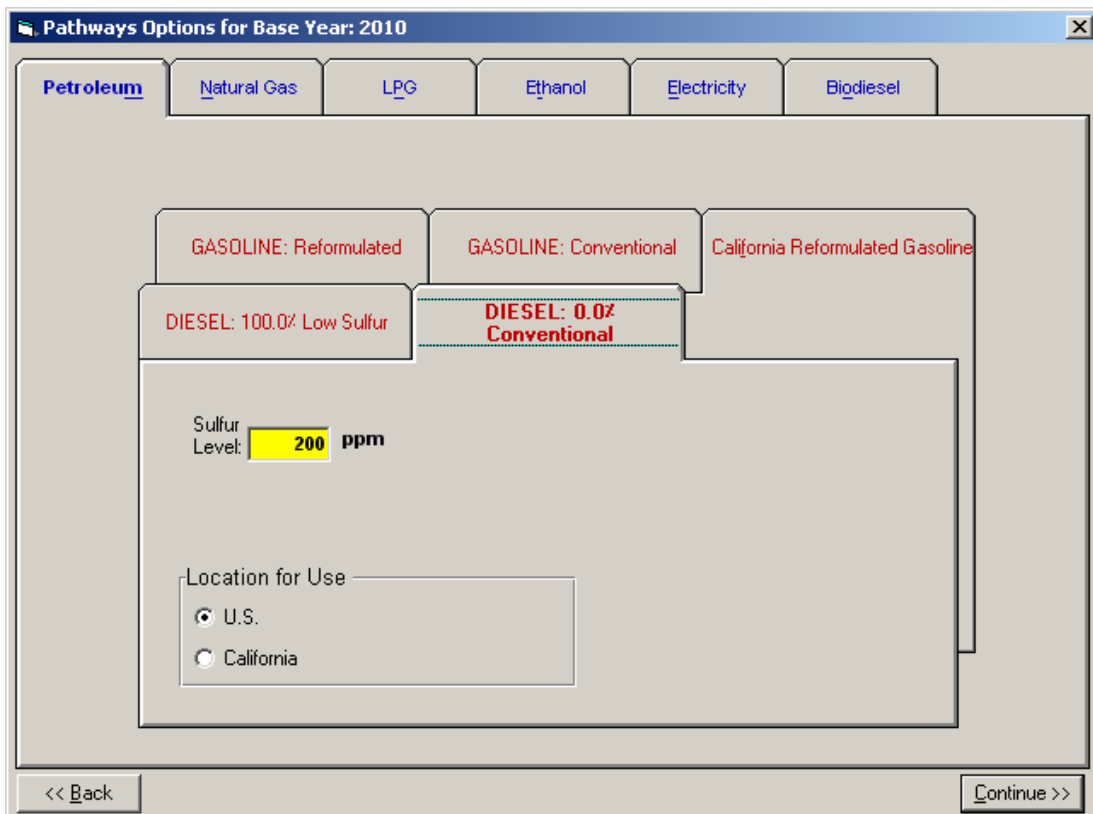 Pathways Options for Base Year: 2010
Petroleum
Natural Gas
LPG
Ethanol
Electricity
Biodiesel
GASOLINE: Reformulated
GASOLINE: Conventional
California Reformulated Gasoline
DIESEL: 100.0% Low Sulfur
DIESEL: 0.0%
Conventional
Sulfur
Level:
200
ppm
Location for Use
U.S.
California
<< Back
Continue >>